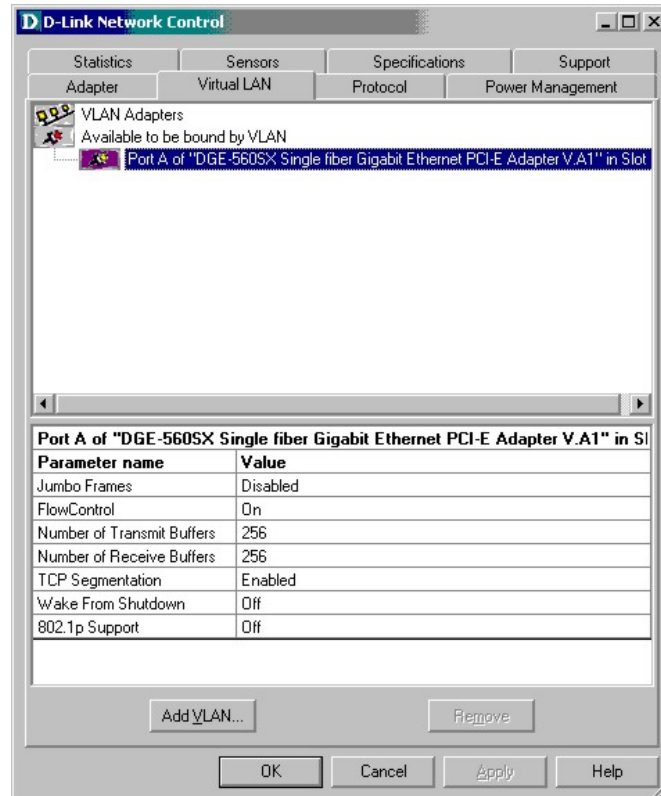 D-Link Network Control
Statistics Sensors Specifications Support
Adapter Virtual LAN Protocol Power Management
VLAN Adapters
Available to be bound by VLAN
Port A of "DGE-560SX Single fiber Gigabit Ethernet PCI-E Adapter V.A1" in Slot
Port A of "DGE-560SX Single fiber Gigabit Ethernet PCI-E Adapter V.A1" in Sl
Parameter name Value
Jumbo Frames Disabled
FlowControl On
Number of Transmit Buffers 256
Number of Receive Buffers 256
TCP Segmentation Enabled
Wake From Shutdown Off
802.1p Support Off
Add VLAN... Remove
OK Cancel Apply Help